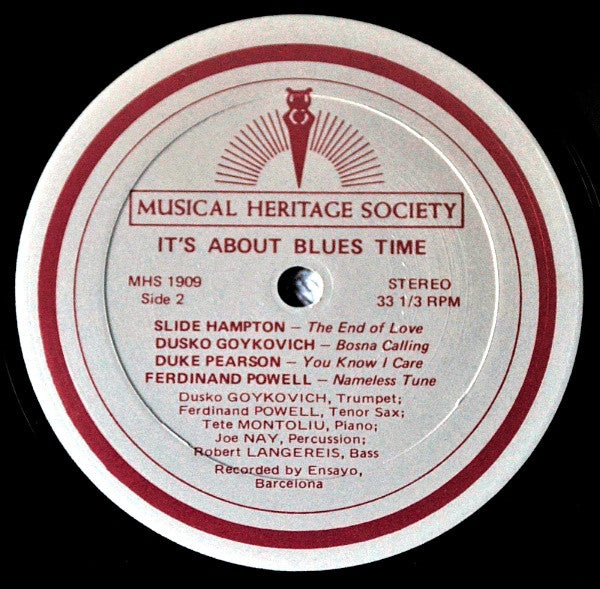 MUSICAL HERITAGE SOCIETY
IT'S ABOUT BLUES TIME
MHS 1909 STEREO
Side 2 33 1/3 RPM
SLIDE HAMPTON – The End of Love
DUSKO GOYKOVICH – Bosna Calling
DUKE PEARSON – You Know I Care
FERDINAND POWELL – Nameless Tune
Dusko GOYKOVICH, Trumpet;
Ferdinand POWELL, Tenor Sax;
Tete MONTOLIU, Piano;
Joe NAY, Percussion;
Robert LANGEREIS, Bass
Recorded by Ensayo,
Barcelona